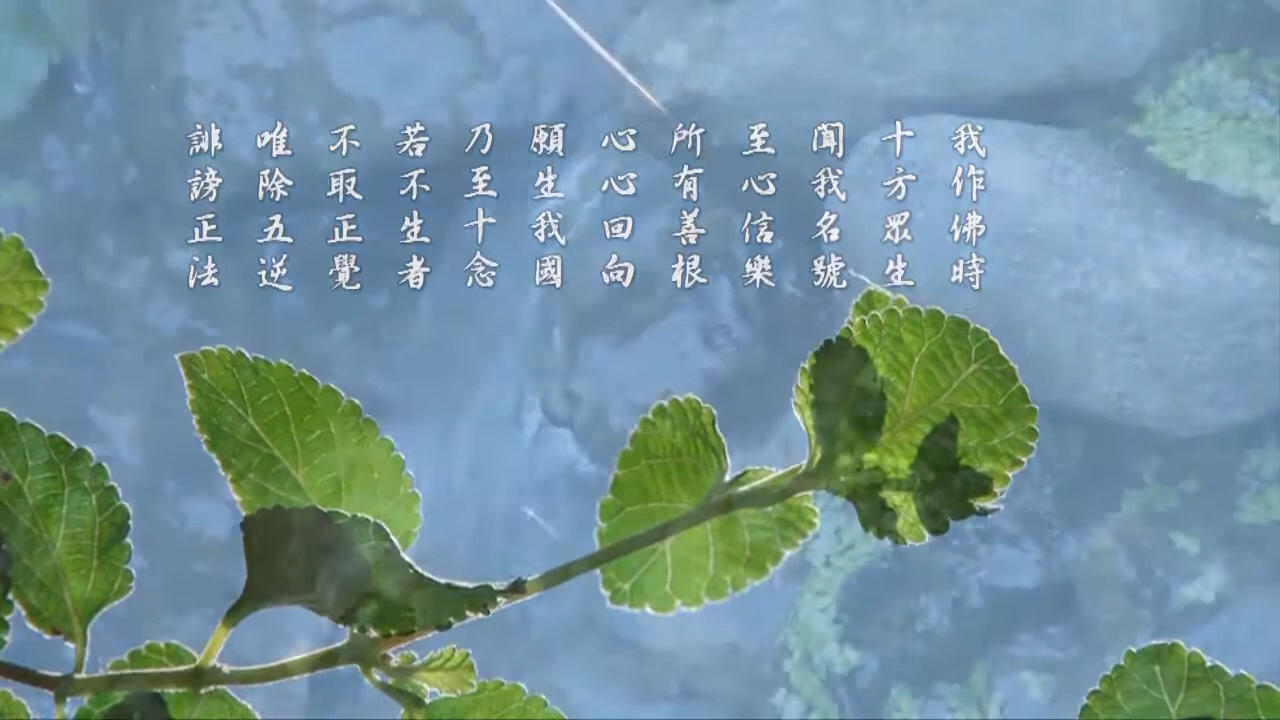 我作佛時
十方眾生
聞我名號
至心信樂
所有善根
心心回向
願生我國
乃至十念
若不生者
不取正覺
唯除五逆
誹謗正法